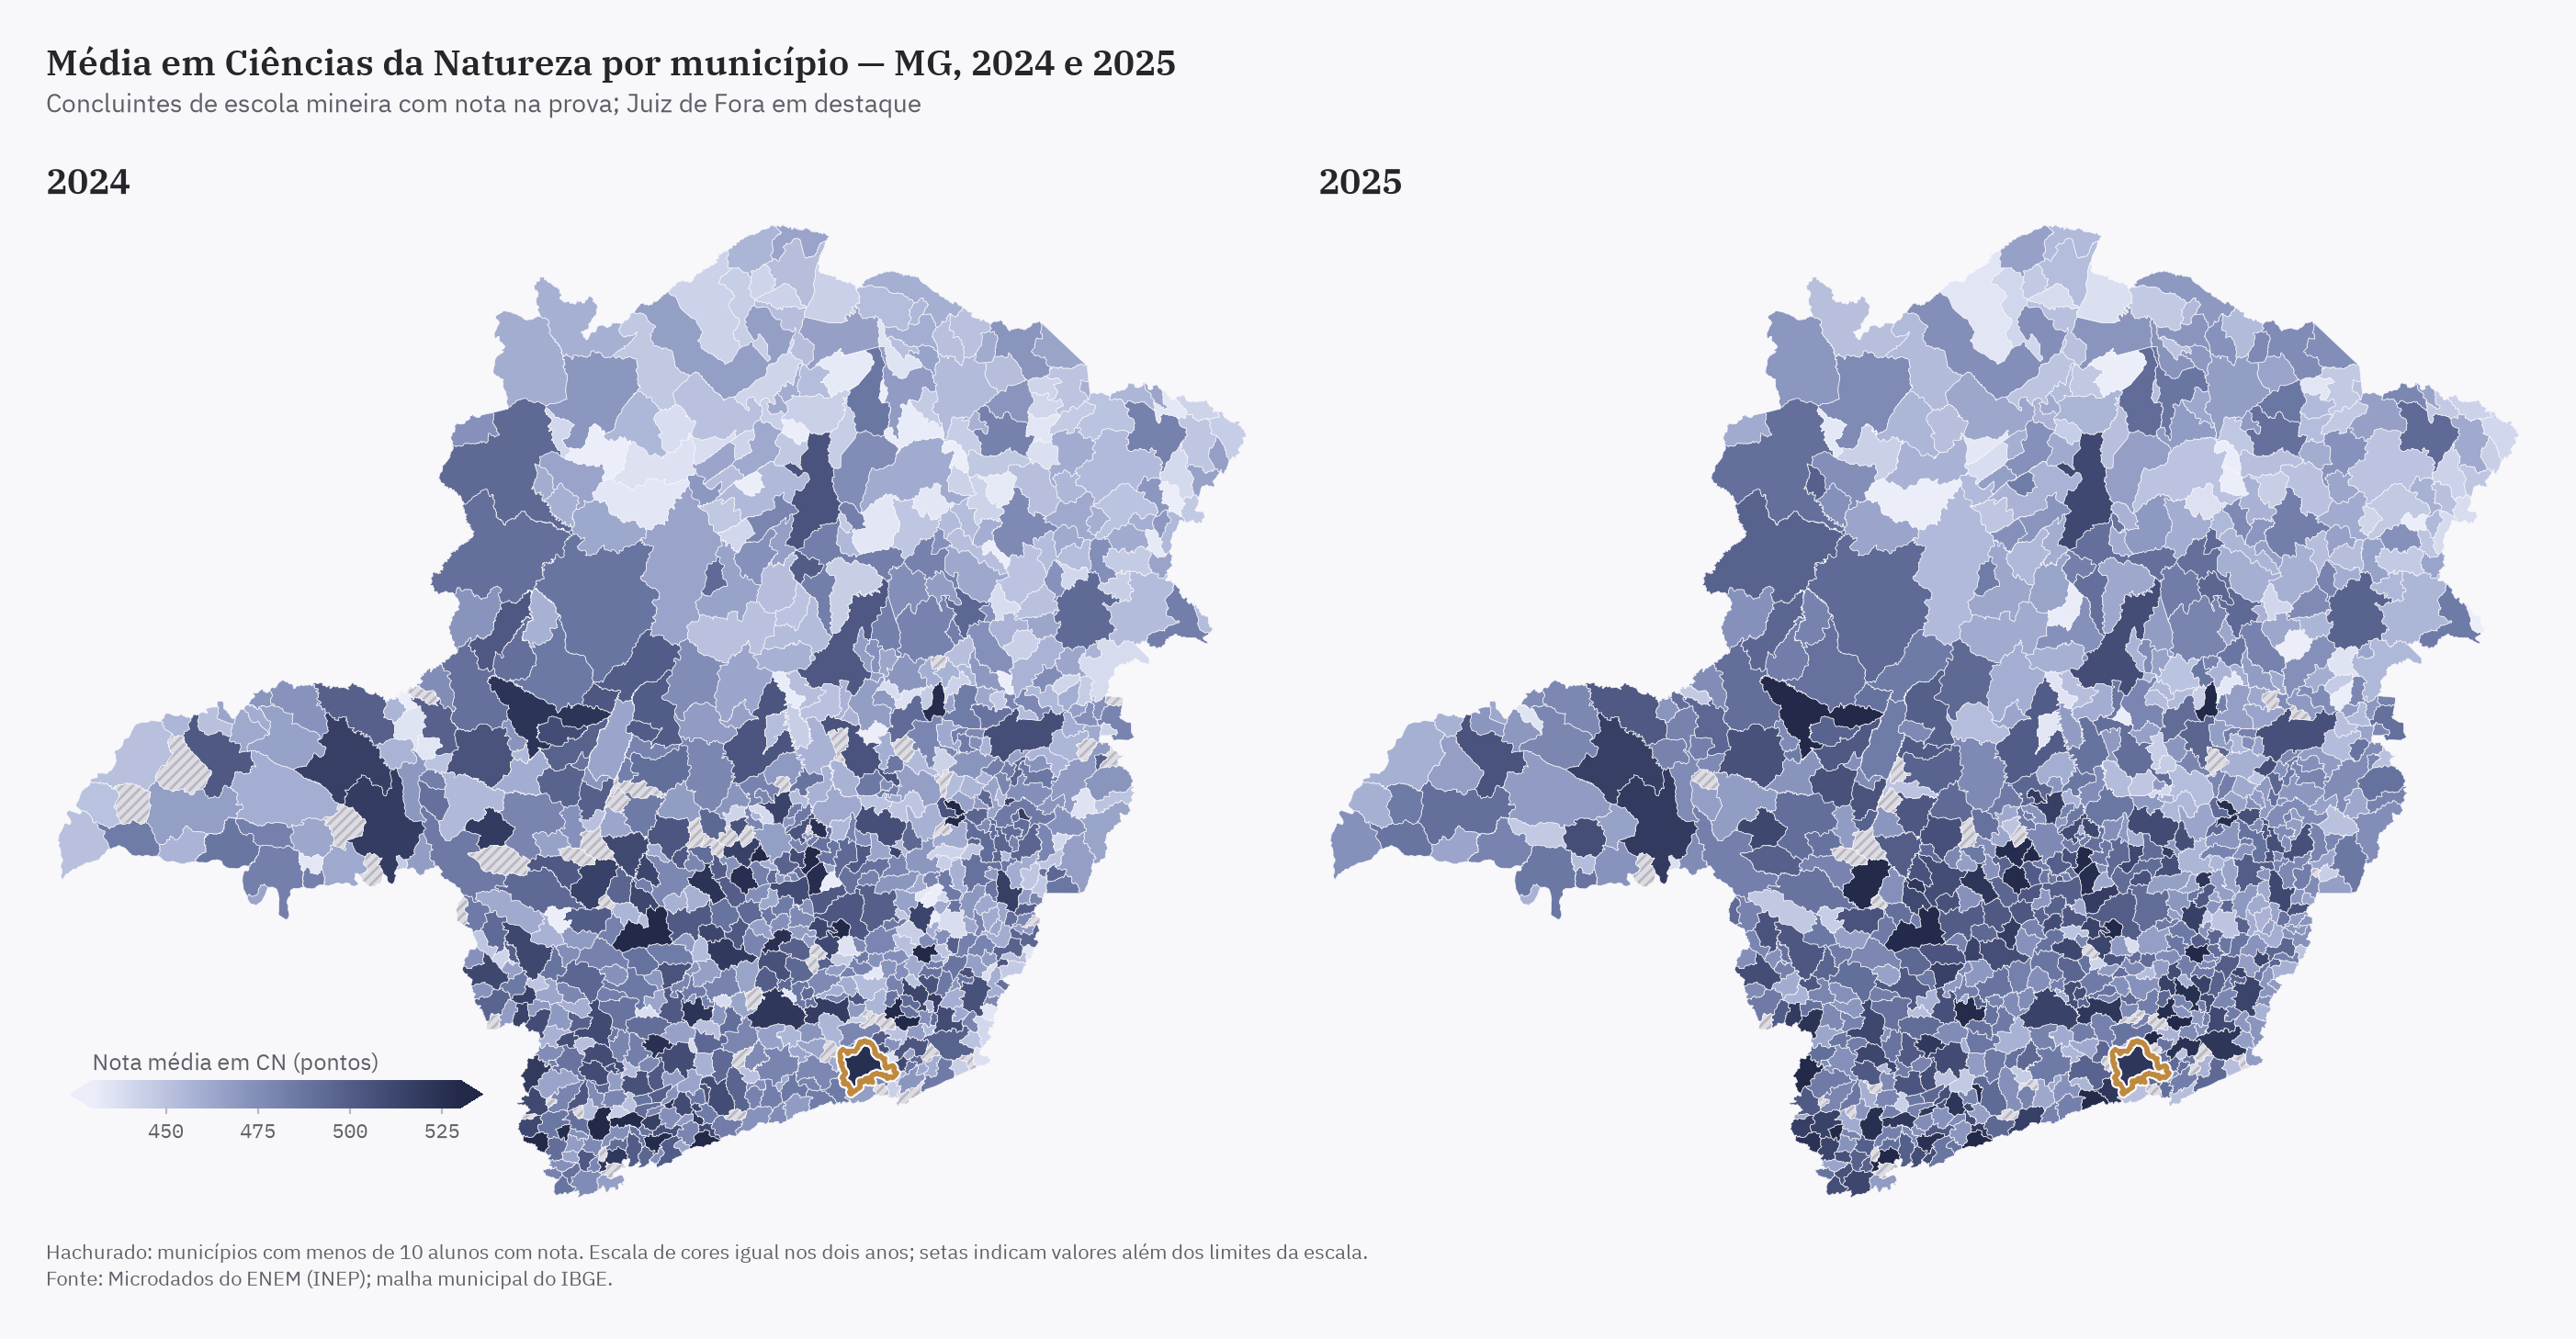 Média em Ciências da Natureza por município — MG, 2024 e 2025
Concluintes de escola mineira com nota na prova; Juiz de Fora em destaque
2024
2025
Nota média em CN (pontos)
450
475
500
525
Hachurado: municípios com menos de 10 alunos com nota. Escala de cores igual nos dois anos; setas indicam valores além dos limites da escala.
Fonte: Microdados do ENEM (INEP); malha municipal do IBGE.